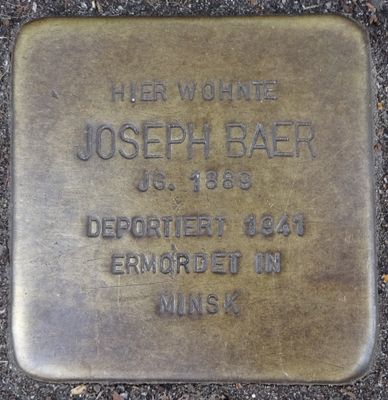 HIER WOHNTE
JOSEPH BAER
JG. 1889
DEPORTIERT 1941
ERMORDET IN
MINSK